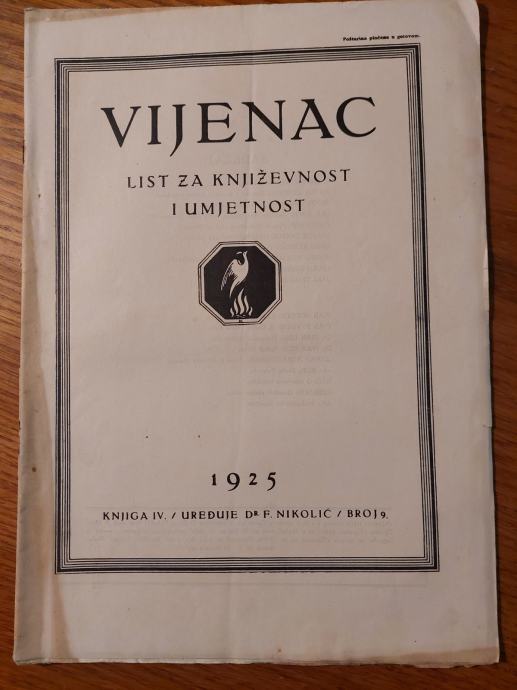 Poštarina plaćena u gotovom.
VIJENAC
LIST ZA KNJIŽEVNOST
I UMJETNOST
1925
KNJIGA IV. / UREĐUJE DR F. NIKOLIĆ / BROJ 9.